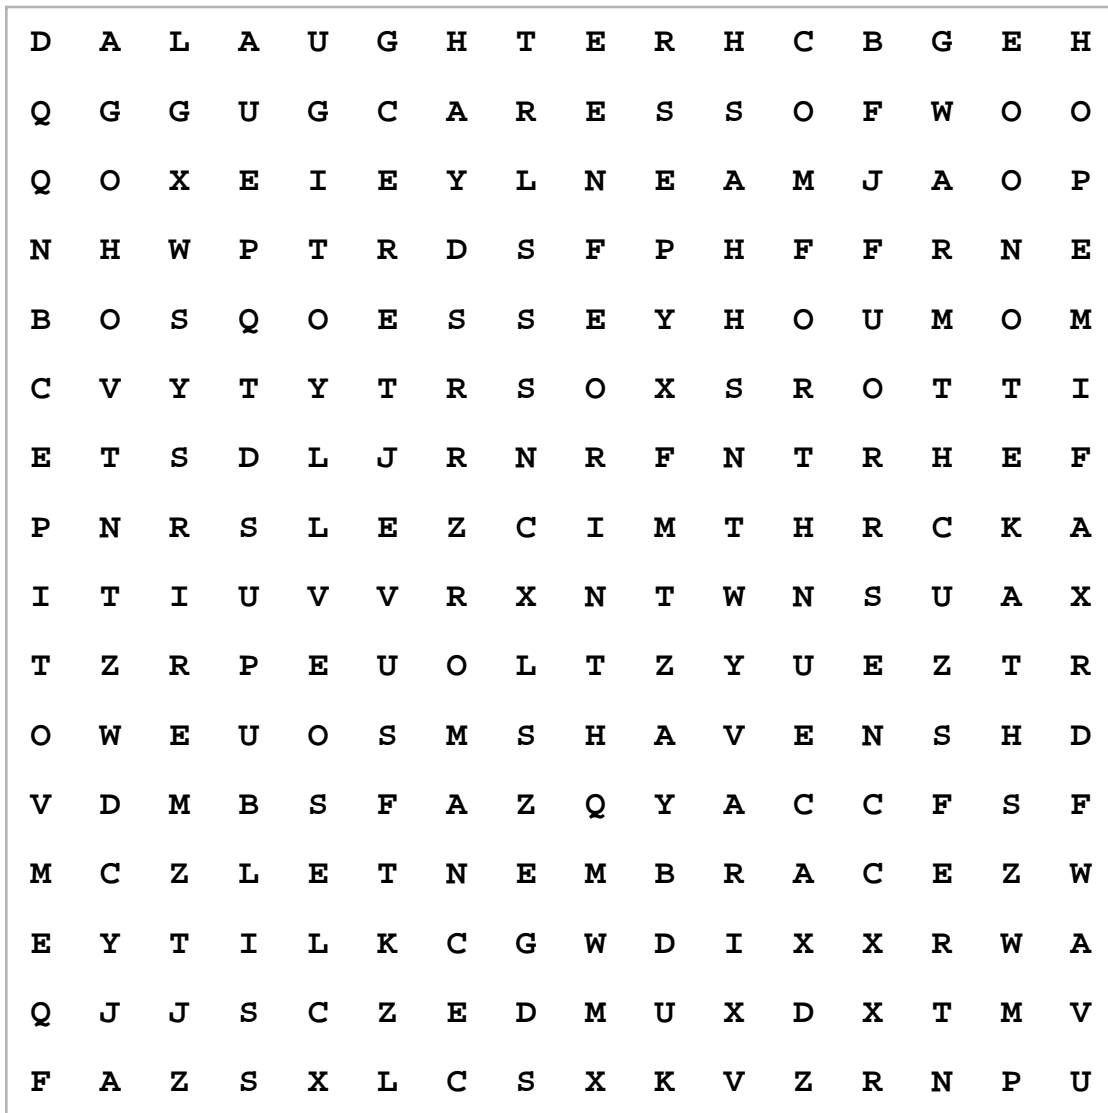 D A L A U G H T E R H C B G E H
Q G G U G C A R E S S O F W O O
Q O X E I E Y L N E A M J A O P
N H W P T R D S F P H F F R N E
B O S Q O E S S E Y H O U M O M
C V Y T Y T R S O X S R O T T I
E T S D L J R N R F N T R H E F
P N R S L E Z C I M T H R C K A
I T I U V V R X N T W N S U A X
T Z R P E U O L T Z Y U E Z T R
O W E U O S M S H A V E N S H D
V D M B S F A Z Q Y A C C F S F
M C Z L E T N E M B R A C E Z W
E Y T I L K C G W D I X X R W A
Q J J S C Z E D M U X D X T M V
F A Z S X L C S X K V Z R N P U